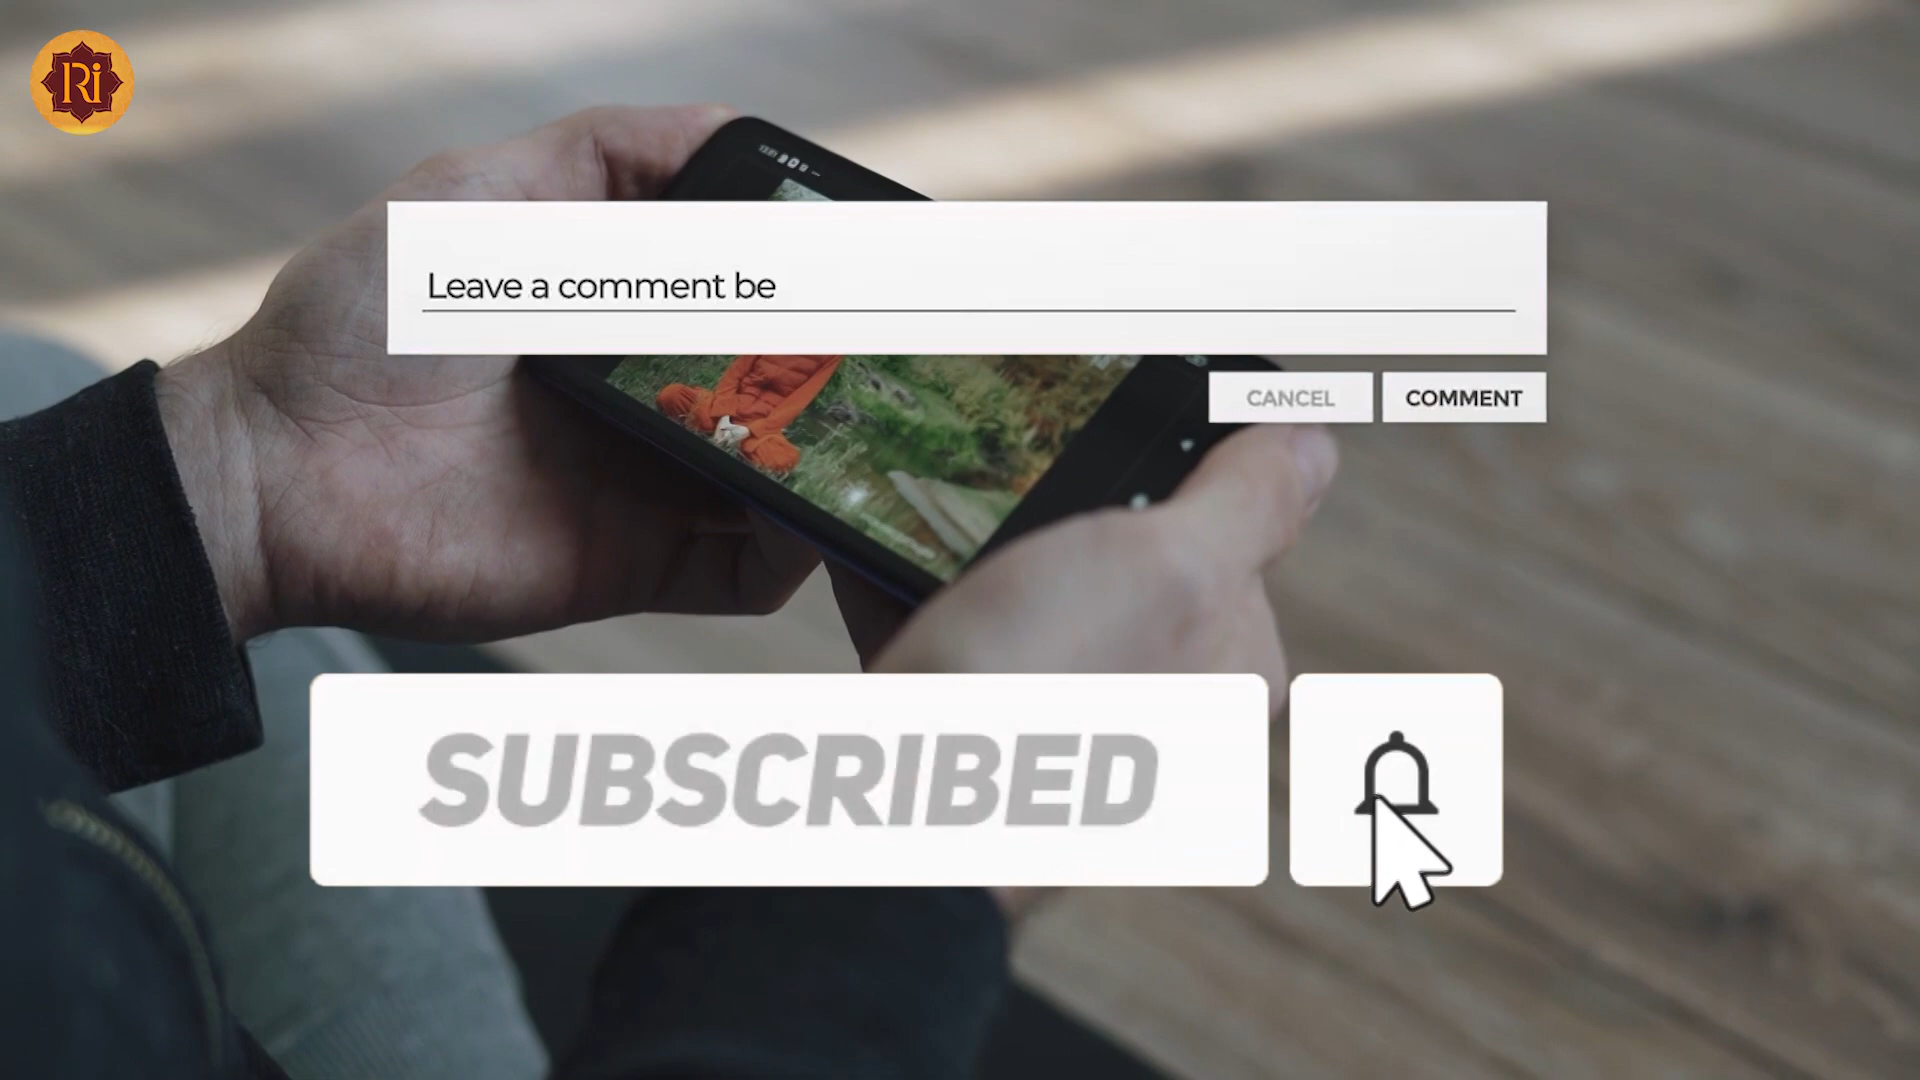 Ri
Leave a comment be
CANCEL
COMMENT
SUBSCRIBED